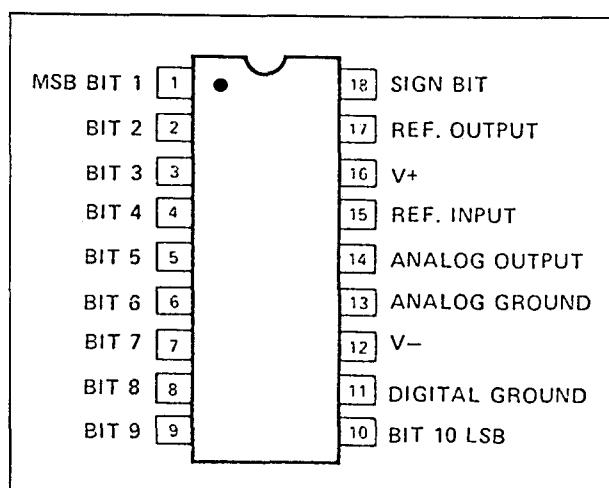 MSB BIT 1 1 18 SIGN BIT
BIT 2 2 17 REF. OUTPUT
BIT 3 3 16 V+
BIT 4 4 15 REF. INPUT
BIT 5 5 14 ANALOG OUTPUT
BIT 6 6 13 ANALOG GROUND
BIT 7 7 12 V−
BIT 8 8 11 DIGITAL GROUND
BIT 9 9 10 BIT 10 LSB